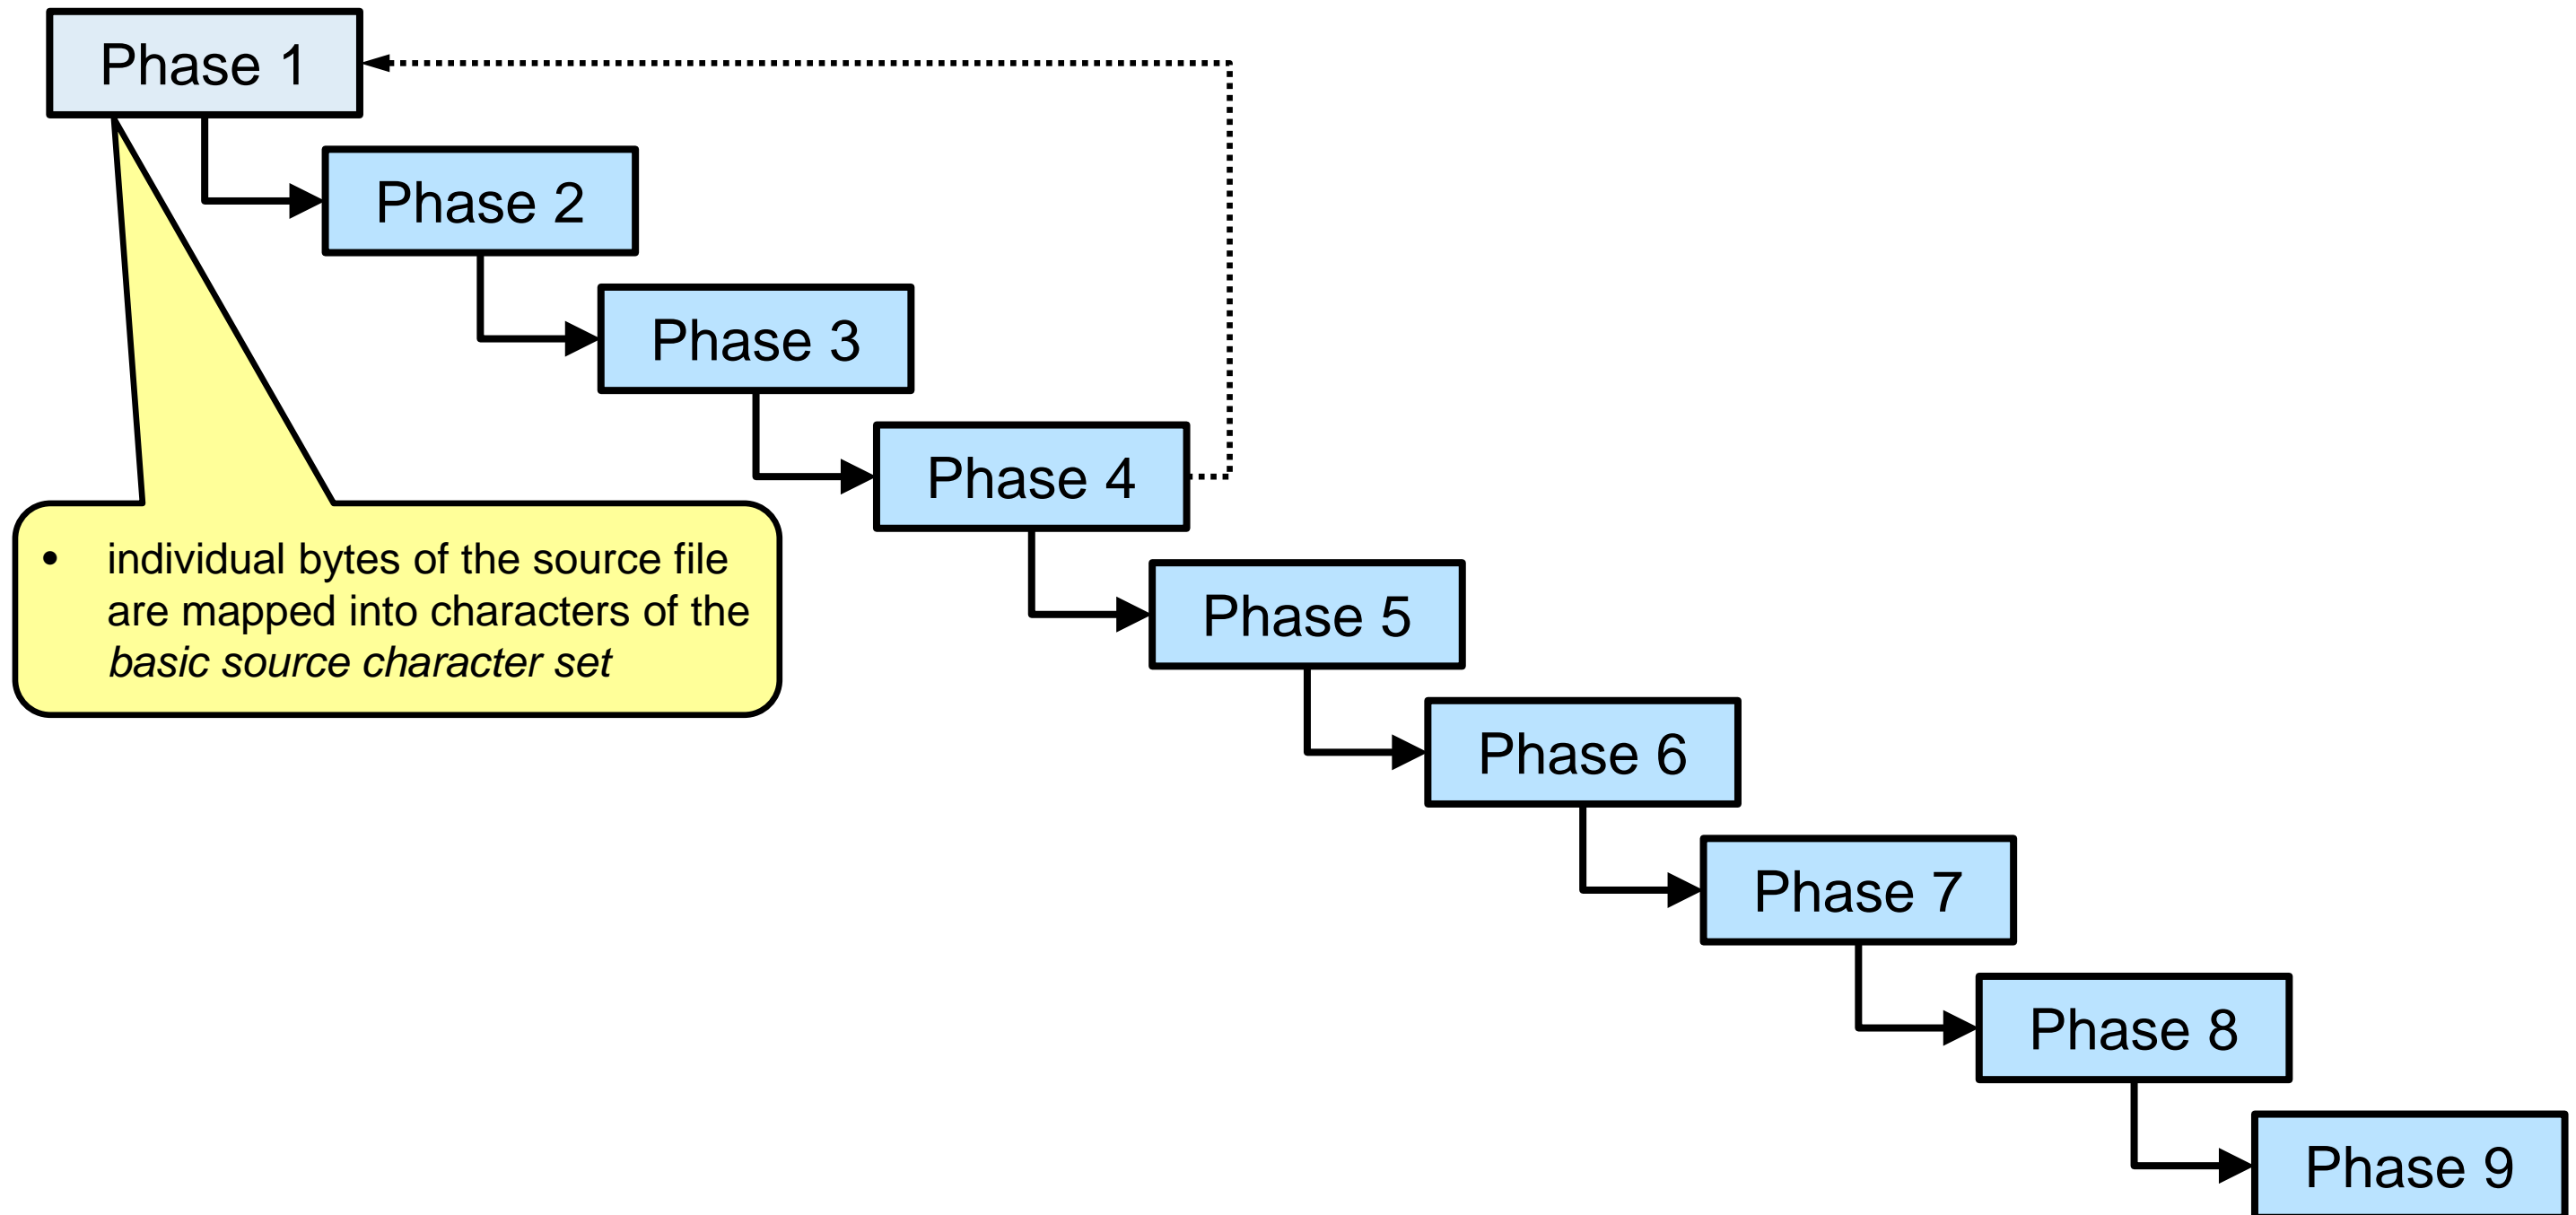 Phase 1
Phase 2
Phase 3
Phase 4
• individual bytes of the source file
are mapped into characters of the
basic source character set
Phase 5
Phase 6
Phase 7
Phase 8
Phase 9